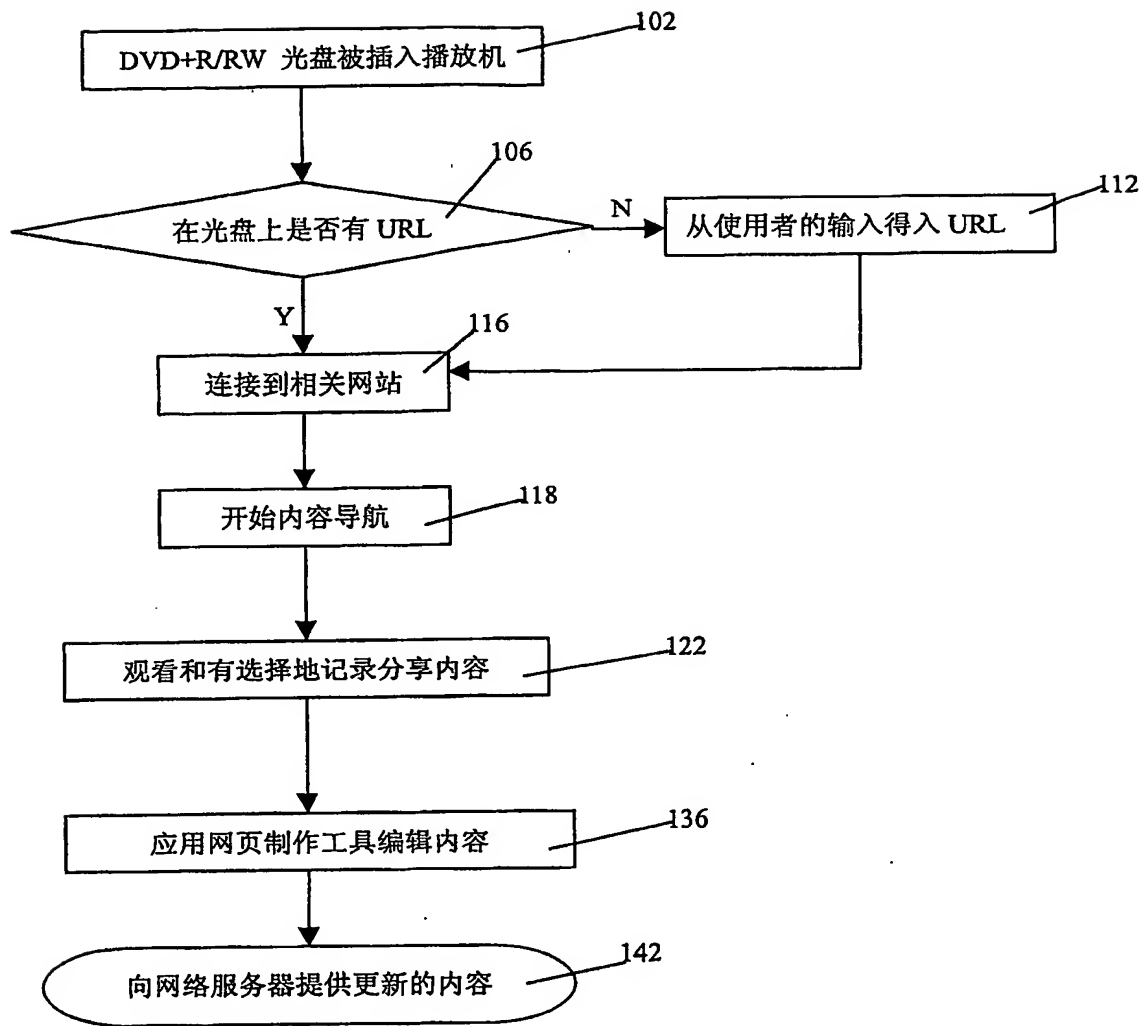 102
DVD+R/RW 光盘被插入播放机
106
在光盘上是否有 URL
N
112
从使用者的输入得入 URL
Y
116
连接到相关网站
118
开始内容导航
122
观看和有选择地记录分享内容
136
应用网页制作工具编辑内容
142
向网络服务器提供更新的内容